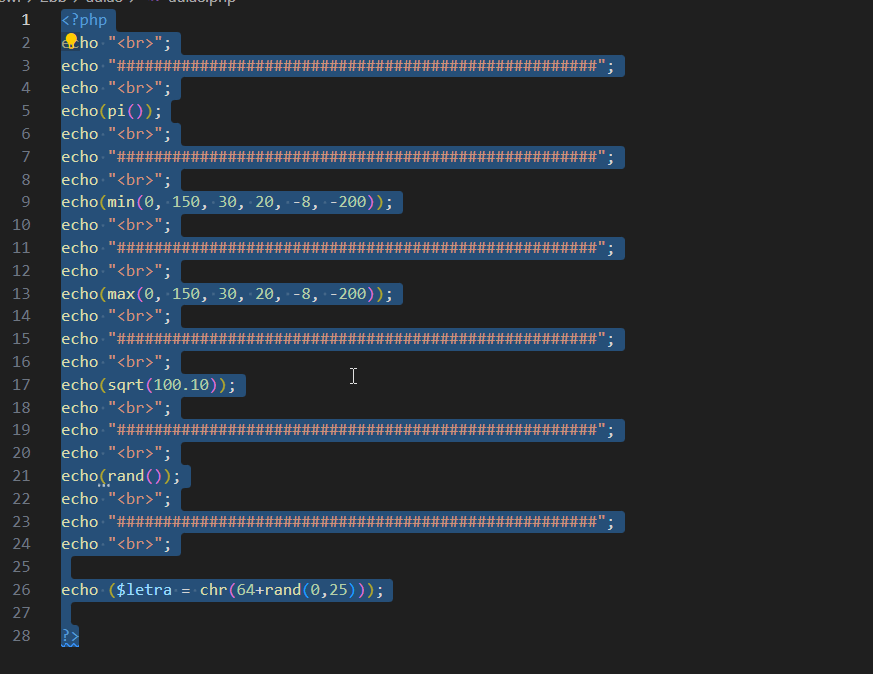 1 <?php
2 echo "<br>";
3 echo "####################################################";
4 echo "<br>";
5 echo(pi());
6 echo "<br>";
7 echo "####################################################";
8 echo "<br>";
9 echo(min(0, 150, 30, 20, -8, -200));
10 echo "<br>";
11 echo "####################################################";
12 echo "<br>";
13 echo(max(0, 150, 30, 20, -8, -200));
14 echo "<br>";
15 echo "####################################################";
16 echo "<br>";
17 echo(sqrt(100.10));
18 echo "<br>";
19 echo "####################################################";
20 echo "<br>";
21 echo(rand());
22 echo "<br>";
23 echo "####################################################";
24 echo "<br>";
25
26 echo ($letra = chr(64+rand(0,25)));
27
28 ?>